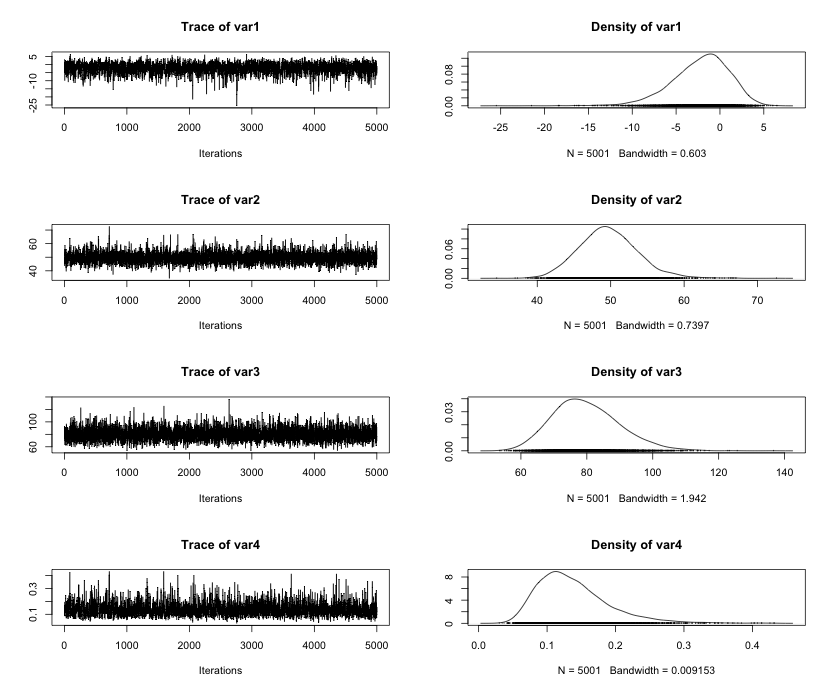 Trace of var1
5
-10
-25
0 1000 2000 3000 4000 5000
Iterations
Density of var1
0.08
0.00
-25 -20 -15 -10 -5 0 5
N = 5001 Bandwidth = 0.603
Trace of var2
60
40
0 1000 2000 3000 4000 5000
Iterations
Density of var2
0.06
0.00
40 50 60 70
N = 5001 Bandwidth = 0.7397
Trace of var3
100
60
0 1000 2000 3000 4000 5000
Iterations
Density of var3
0.03
0.00
60 80 100 120 140
N = 5001 Bandwidth = 1.942
Trace of var4
0.3
0.1
0 1000 2000 3000 4000 5000
Iterations
Density of var4
8
4
0
0.0 0.1 0.2 0.3 0.4
N = 5001 Bandwidth = 0.009153